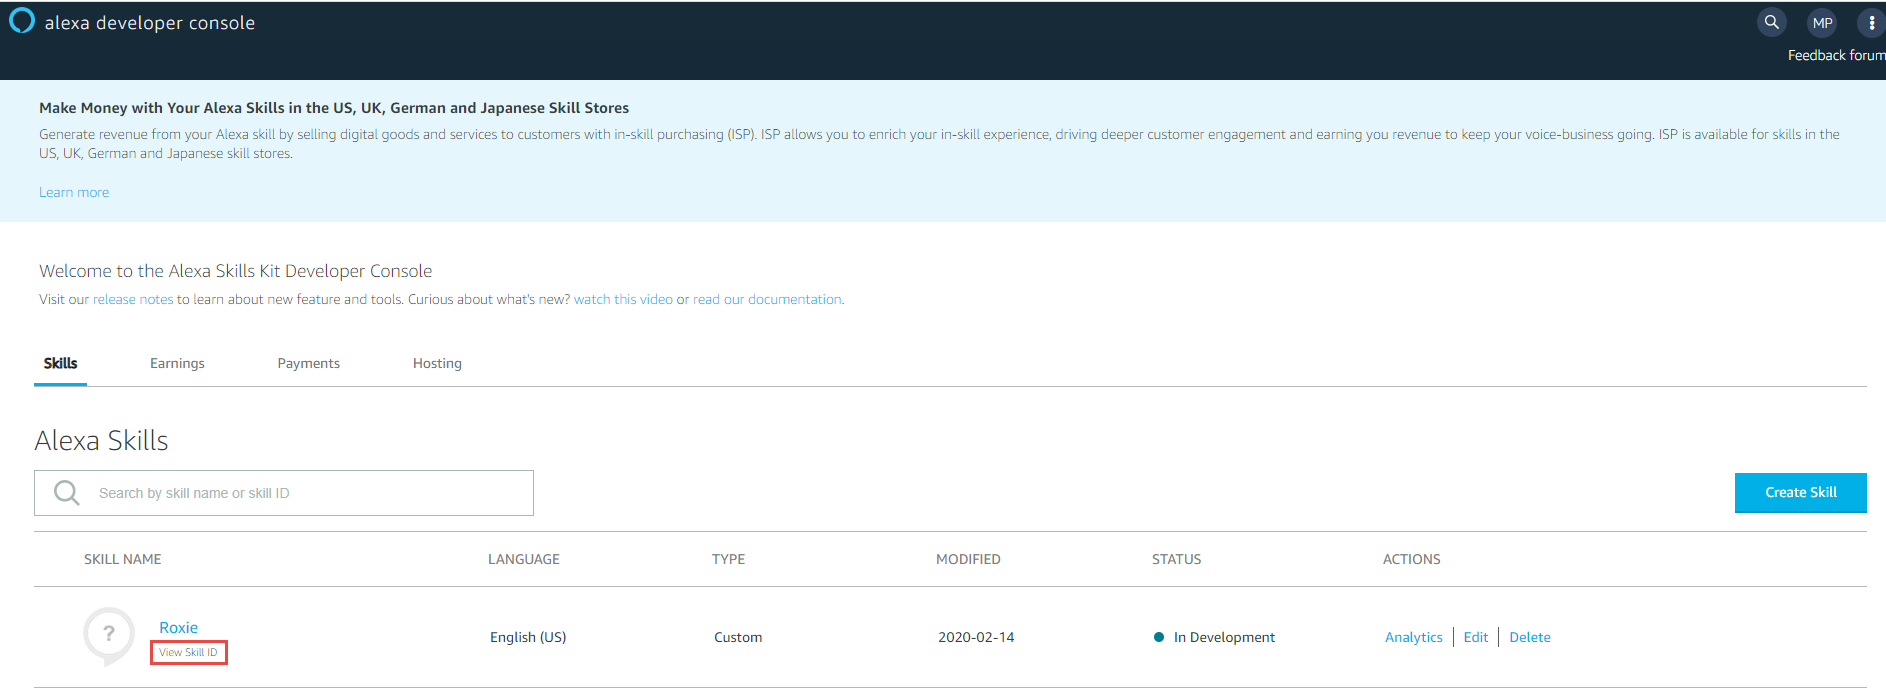 alexa developer console
MP
Feedback forum
Make Money with Your Alexa Skills in the US, UK, German and Japanese Skill Stores
Generate revenue from your Alexa skill by selling digital goods and services to customers with in-skill purchasing (ISP). ISP allows you to enrich your in-skill experience, driving deeper customer engagement and earning you revenue to keep your voice-business going. ISP is available for skills in the
US, UK, German and Japanese skill stores.
Learn more
Welcome to the Alexa Skills Kit Developer Console
Visit our release notes to learn about new feature and tools. Curious about what's new? watch this video or read our documentation.
Skills Earnings Payments Hosting
Alexa Skills
Search by skill name or skill ID
Create Skill
SKILL NAME LANGUAGE TYPE MODIFIED STATUS ACTIONS
? Roxie English (US) Custom 2020-02-14 In Development Analytics Edit Delete
View Skill ID